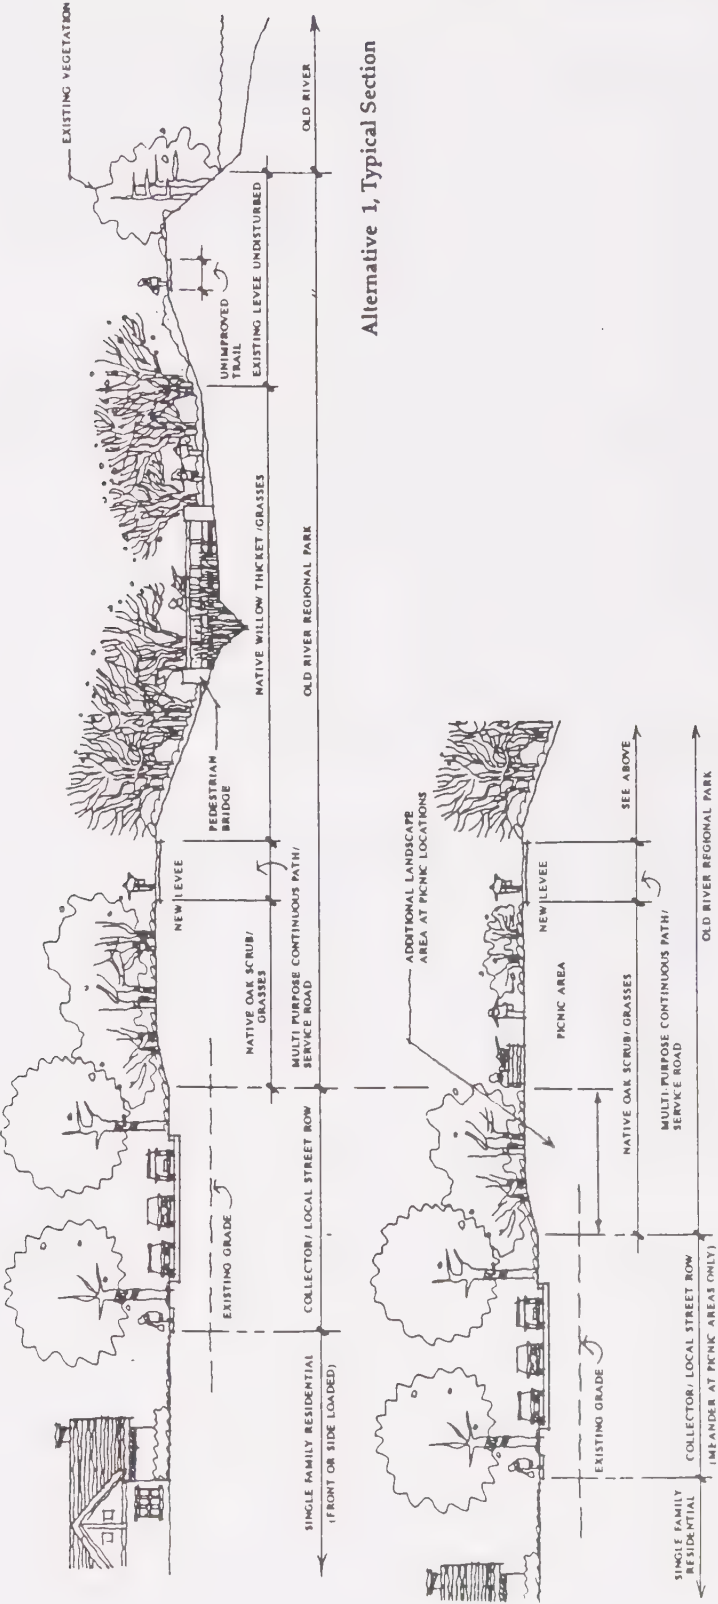 EXISTING VEGETATION
UNIMPROVED
TRAIL
EXISTING LEVEE UNDISTURBED
OLD RIVER
PEDESTRIAN
BRIDGE
NATIVE WILLOW THICKET /GRASSES
OLD RIVER REGIONAL PARK
NEW LEVEE
NATIVE OAK SCRUB/
GRASSES
MULTI PURPOSE CONTINUOUS PATH/
SERVICE ROAD
EXISTING GRADE
COLLECTOR/ LOCAL STREET ROW
SINGLE FAMILY RESIDENTIAL
(FRONT OR SIDE LOADED)
Alternative 1, Typical Section
ADDITIONAL LANDSCAPE
AREA AT PICNIC LOCATIONS
NEW LEVEE
PICNIC AREA
SEE ABOVE
NATIVE OAK SCRUB/ GRASSES
MULTI-PURPOSE CONTINUOUS PATH/
SERVICE ROAD
OLD RIVER REGIONAL PARK
EXISTING GRADE
COLLECTOR/ LOCAL STREET ROW
(MEANDER AT PICNIC AREAS ONLY)
SINGLE FAMILY
RESIDENTIAL